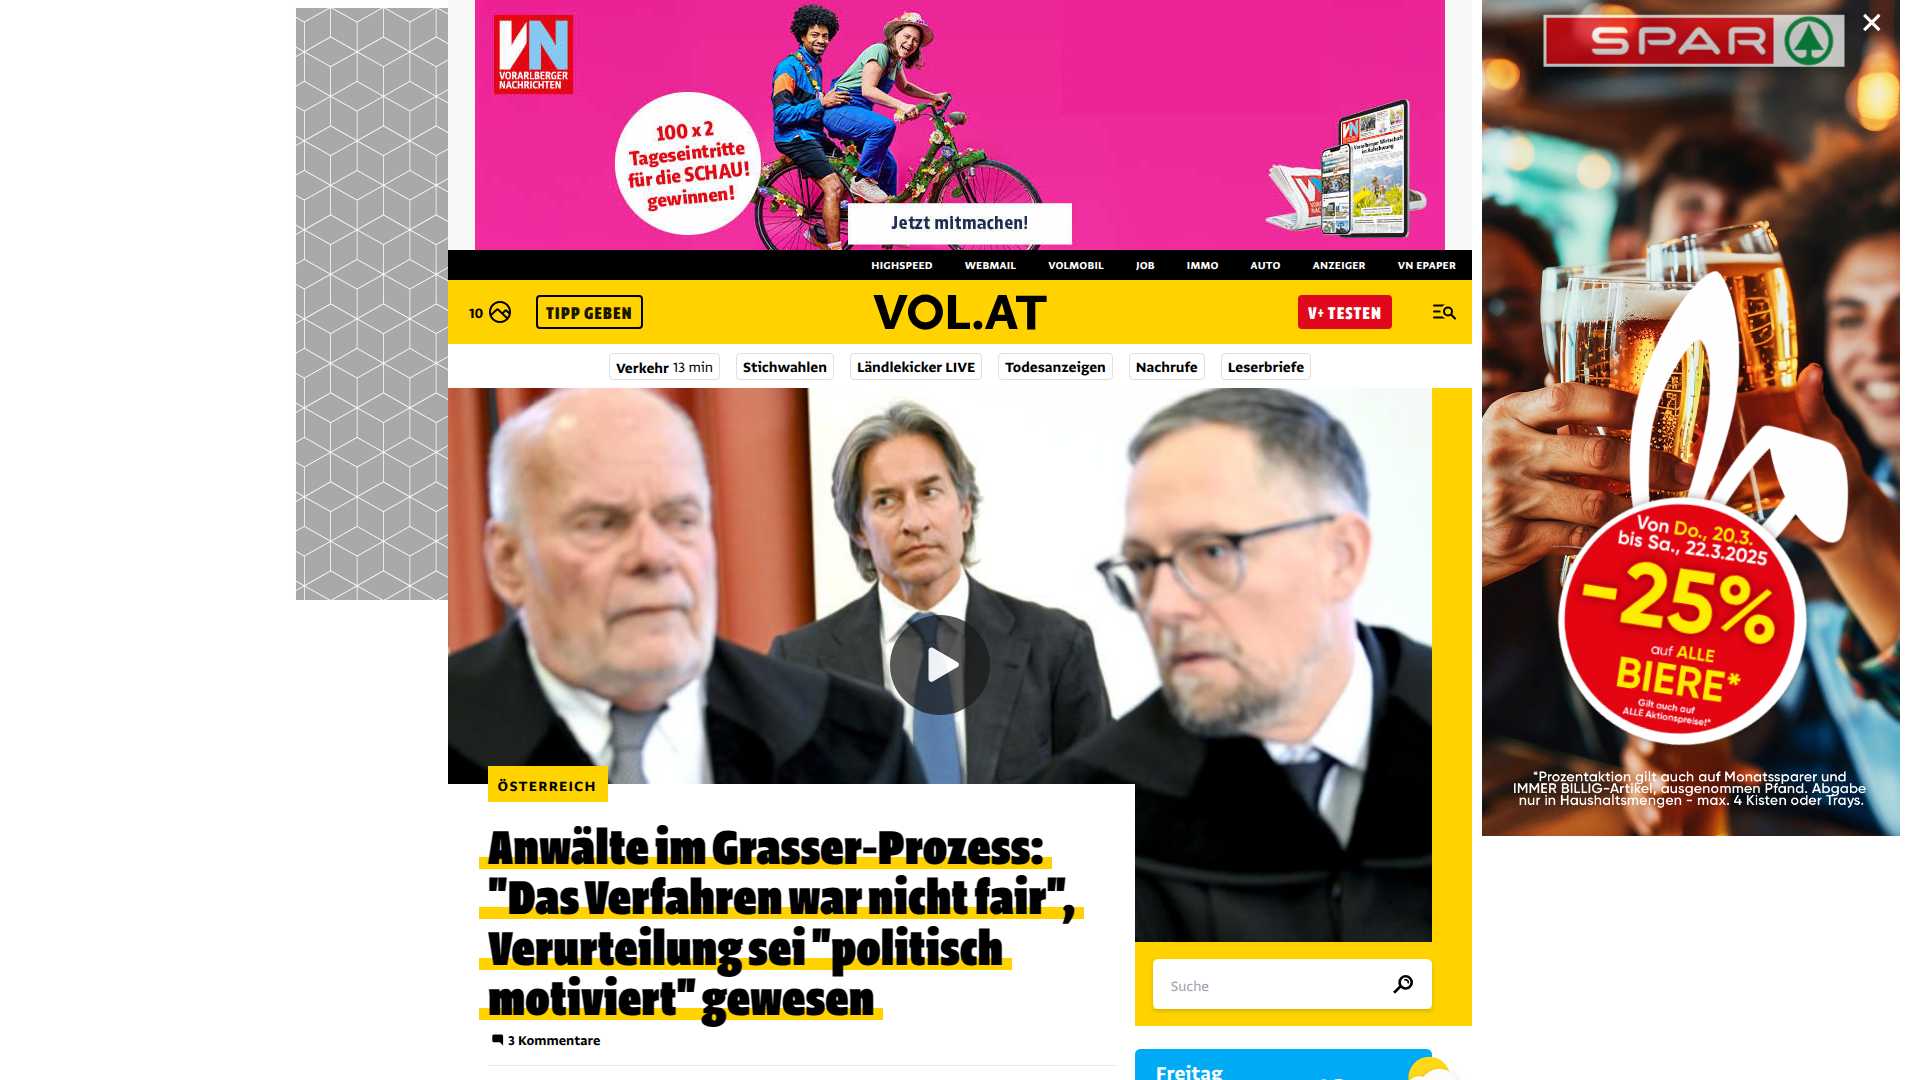 VN
VORARLBERGER
NACHRICHTEN
100 x 2
Tageseintritte
für die SCHAU!
gewinnen!
Jetzt mitmachen!
SPAR
HIGHSPEED WEBMAIL VOLMOBIL JOB IMMO AUTO ANZEIGER VN EPAPER
10 TIPP GEBEN VOL.AT V+ TESTEN
Verkehr 13 min Stichwahlen Ländlekicker LIVE Todesanzeigen Nachrufe Leserbriefe
Von Do., 20.3.
bis Sa., 22.3.2025
-25%
auf ALLE
BIERE*
Gilt auch auf
ALLE Aktionspreise!*
*Prozentaktion gilt auch auf Monatssparer und
IMMER BILLIG-Artikel, ausgenommen Pfand. Abgabe
nur in Haushaltsmengen - max. 4 Kisten oder Trays.
ÖSTERREICH
Anwälte im Grasser-Prozess:
"Das Verfahren war nicht fair",
Verurteilung sei "politisch
motiviert" gewesen
3 Kommentare
Suche
Freitag